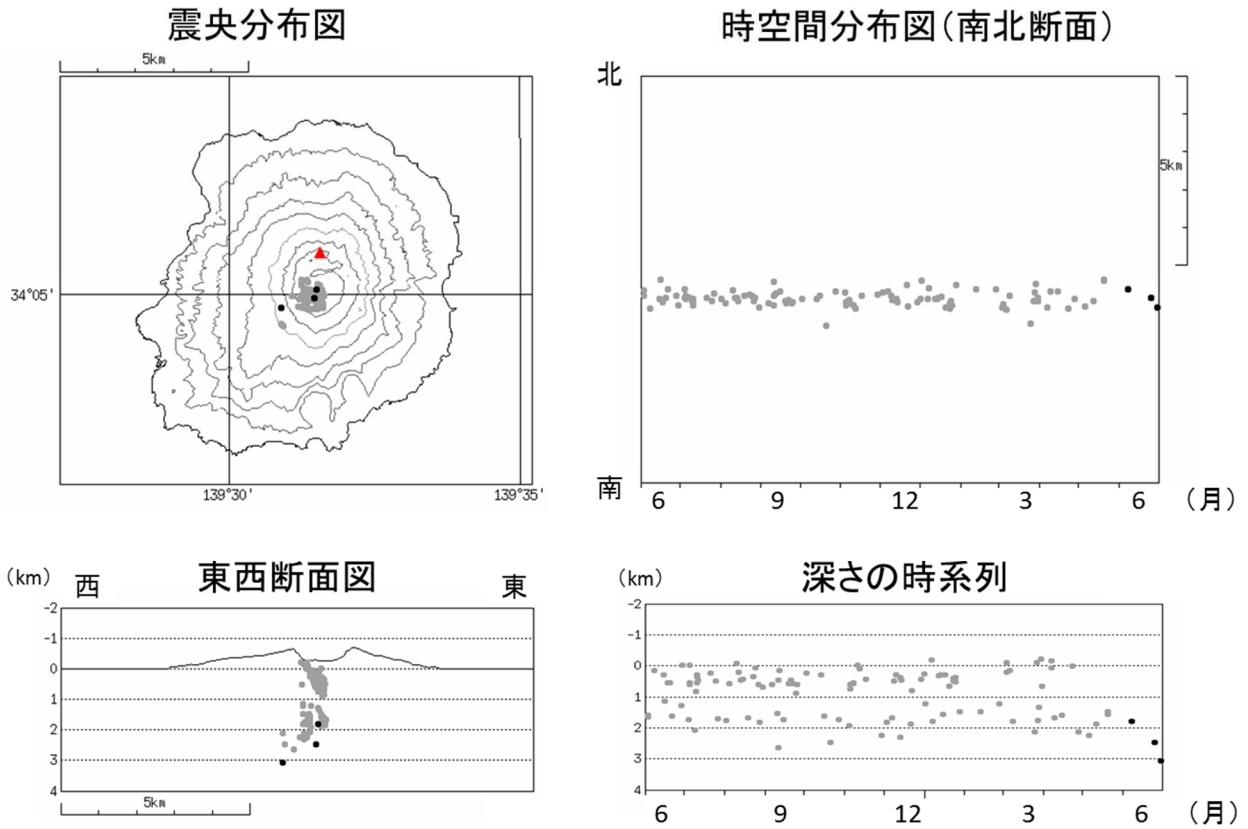 震央分布図
5km
34°05'
139°30'
139°35'
時空間分布図(南北断面)
北
5km
南
6 9 12 3 6 (月)
東西断面図
(km) 西 東
-2
-1
0
1
2
3
4
5km
深さの時系列
(km)
-2
-1
0
1
2
3
4
6 9 12 3 6 (月)